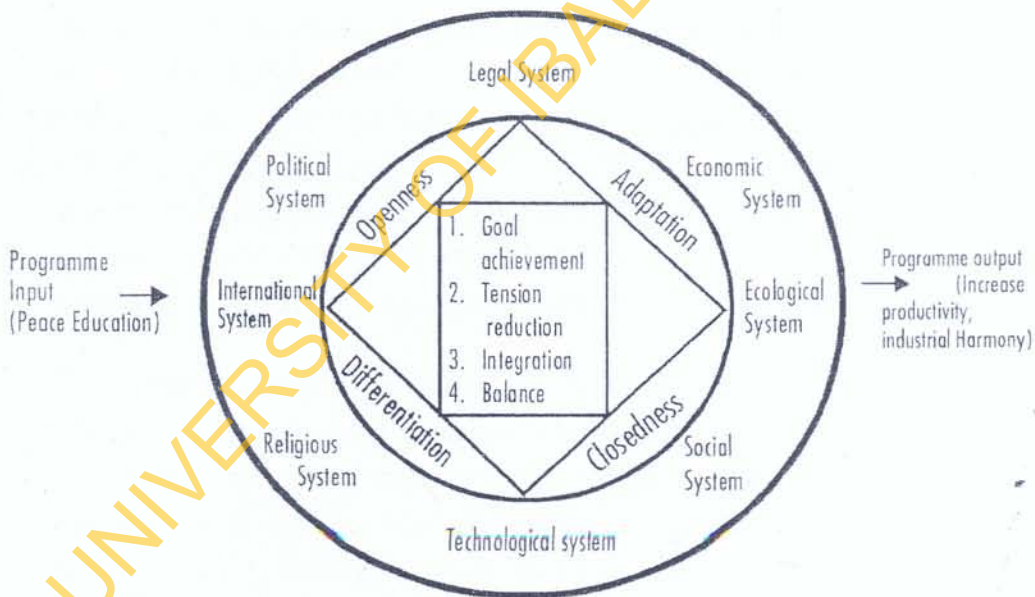 Legal System
Political
System
Economic
System
Openness
Adaptation
1. Goal
achievement
2. Tension
reduction
3. Integration
4. Balance
Programme
Input
(Peace Education)
International
System
Ecological
System
Programme output
(Increase
productivity,
industrial Harmony)
Differentiation
Closedness
Religious
System
Social
System
Technological system
UNIVERSITY OF IBAD